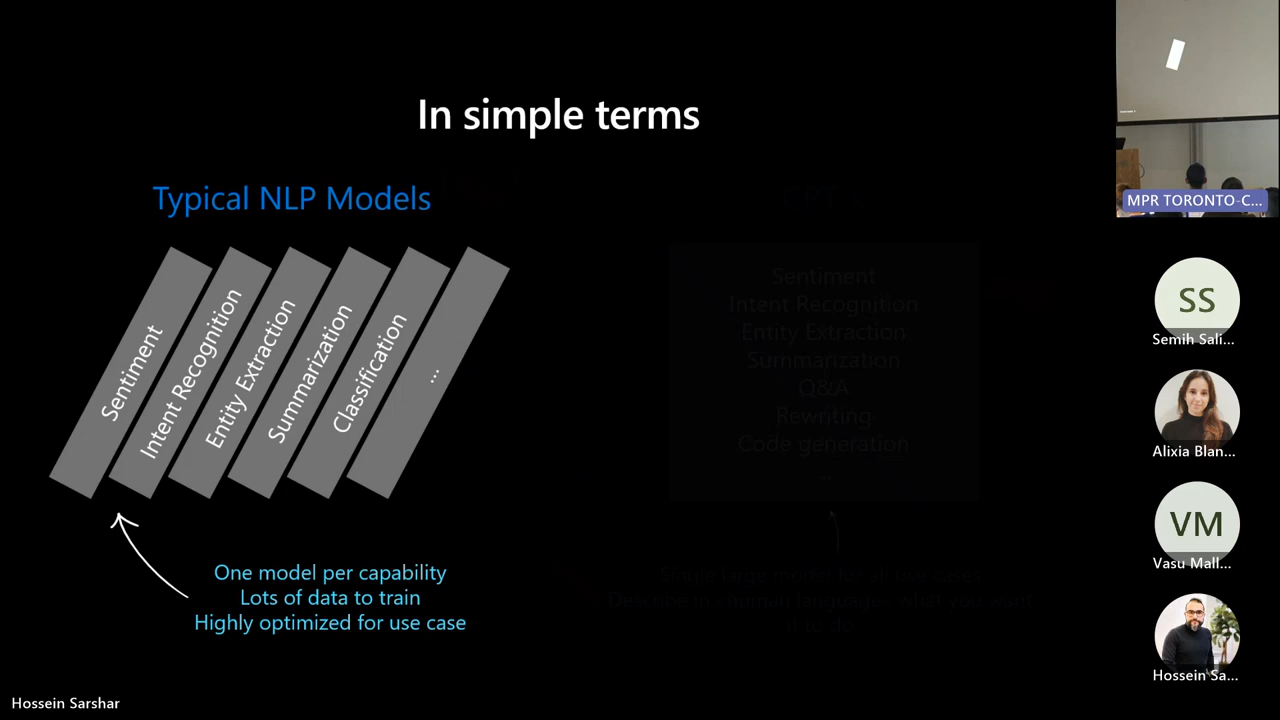 In simple terms
Typical NLP Models
Sentiment
Intent Recognition
Entity Extraction
Summarization
Classification
...
One model per capability
Lots of data to train
Highly optimized for use case
GPT
Sentiment
Intent Recognition
Entity Extraction
Summarization
Q&A
Rewriting
Code generation
...
Single large model for all use cases
Describe in «human language» what you want
it to do
MPR TORONTO-C...
SS
Semih Sali...
Alixia Blan...
VM
Vasu Mall...
Hossein Sa...
Hossein Sarshar